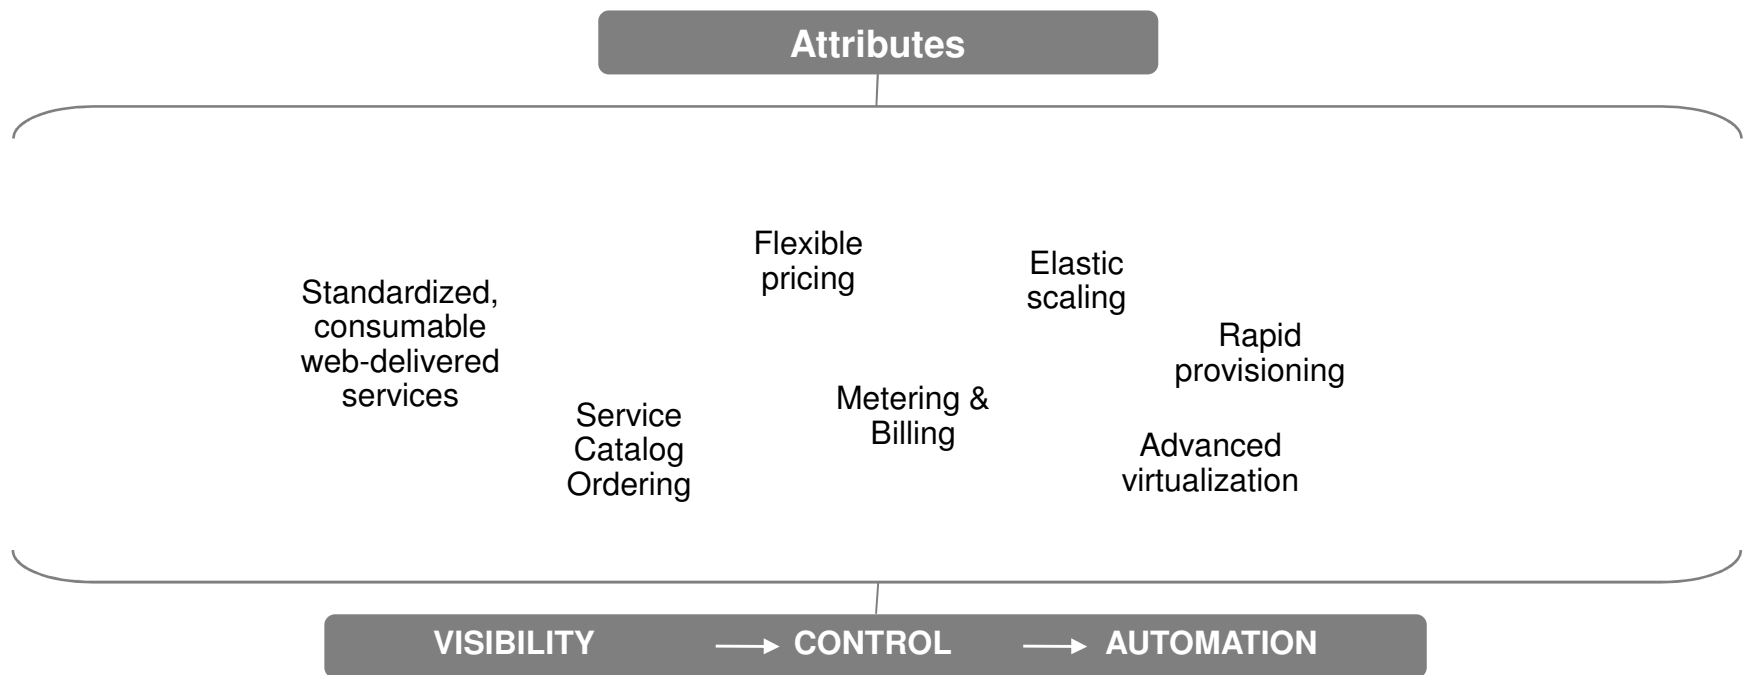 Attributes
Flexible
pricing
Elastic
scaling
Standardized,
consumable
web-delivered
services
Rapid
provisioning
Metering &
Billing
Service
Catalog
Ordering
Advanced
virtualization
VISIBILITY → CONTROL → AUTOMATION